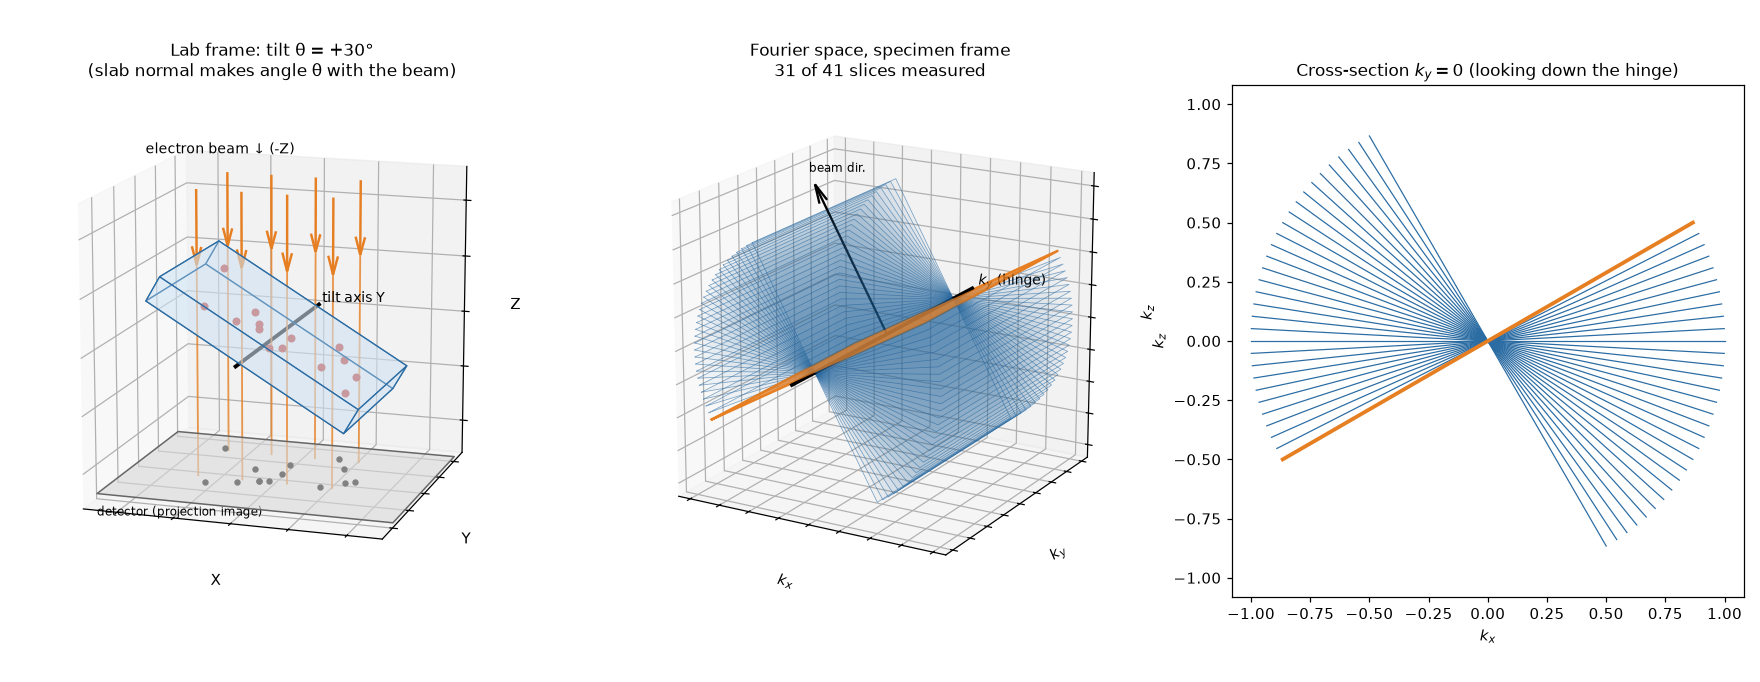 Lab frame: tilt θ = +30°
(slab normal makes angle θ with the beam)
electron beam ↓ (-Z)
tilt axis Y
detector (projection image)
X
Y
Z
Fourier space, specimen frame
31 of 41 slices measured
beam dir.
(hinge)
kx
ky
kz
Cross-section ky = 0 (looking down the hinge)
1.00
0.75
0.50
0.25
0.00
−0.25
−0.50
−0.75
−1.00
kz
−1.00 −0.75 −0.50 −0.25 0.00 0.25 0.50 0.75 1.00
kx